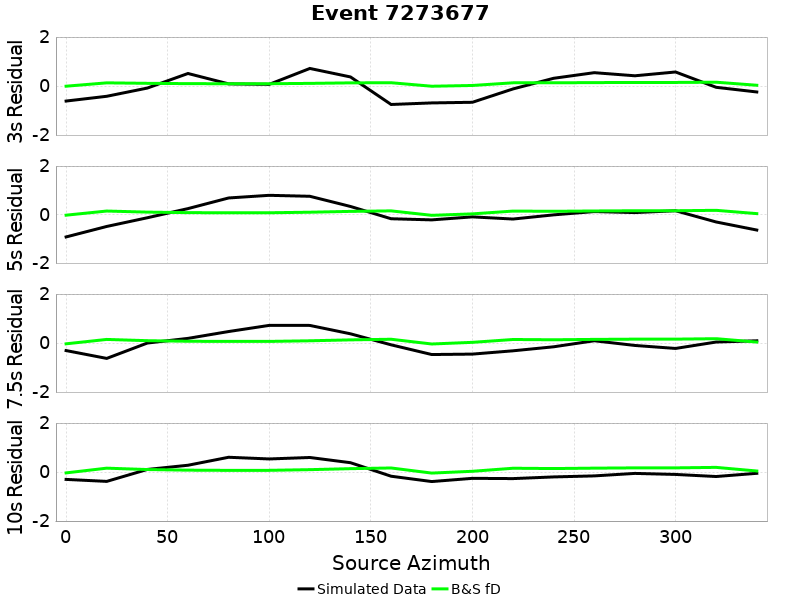 Event 7273677
3s Residual
2
0
-2
5s Residual
2
0
-2
7.5s Residual
2
0
-2
10s Residual
2
0
-2
0 50 100 150 200 250 300
Source Azimuth
Simulated Data B&S fD